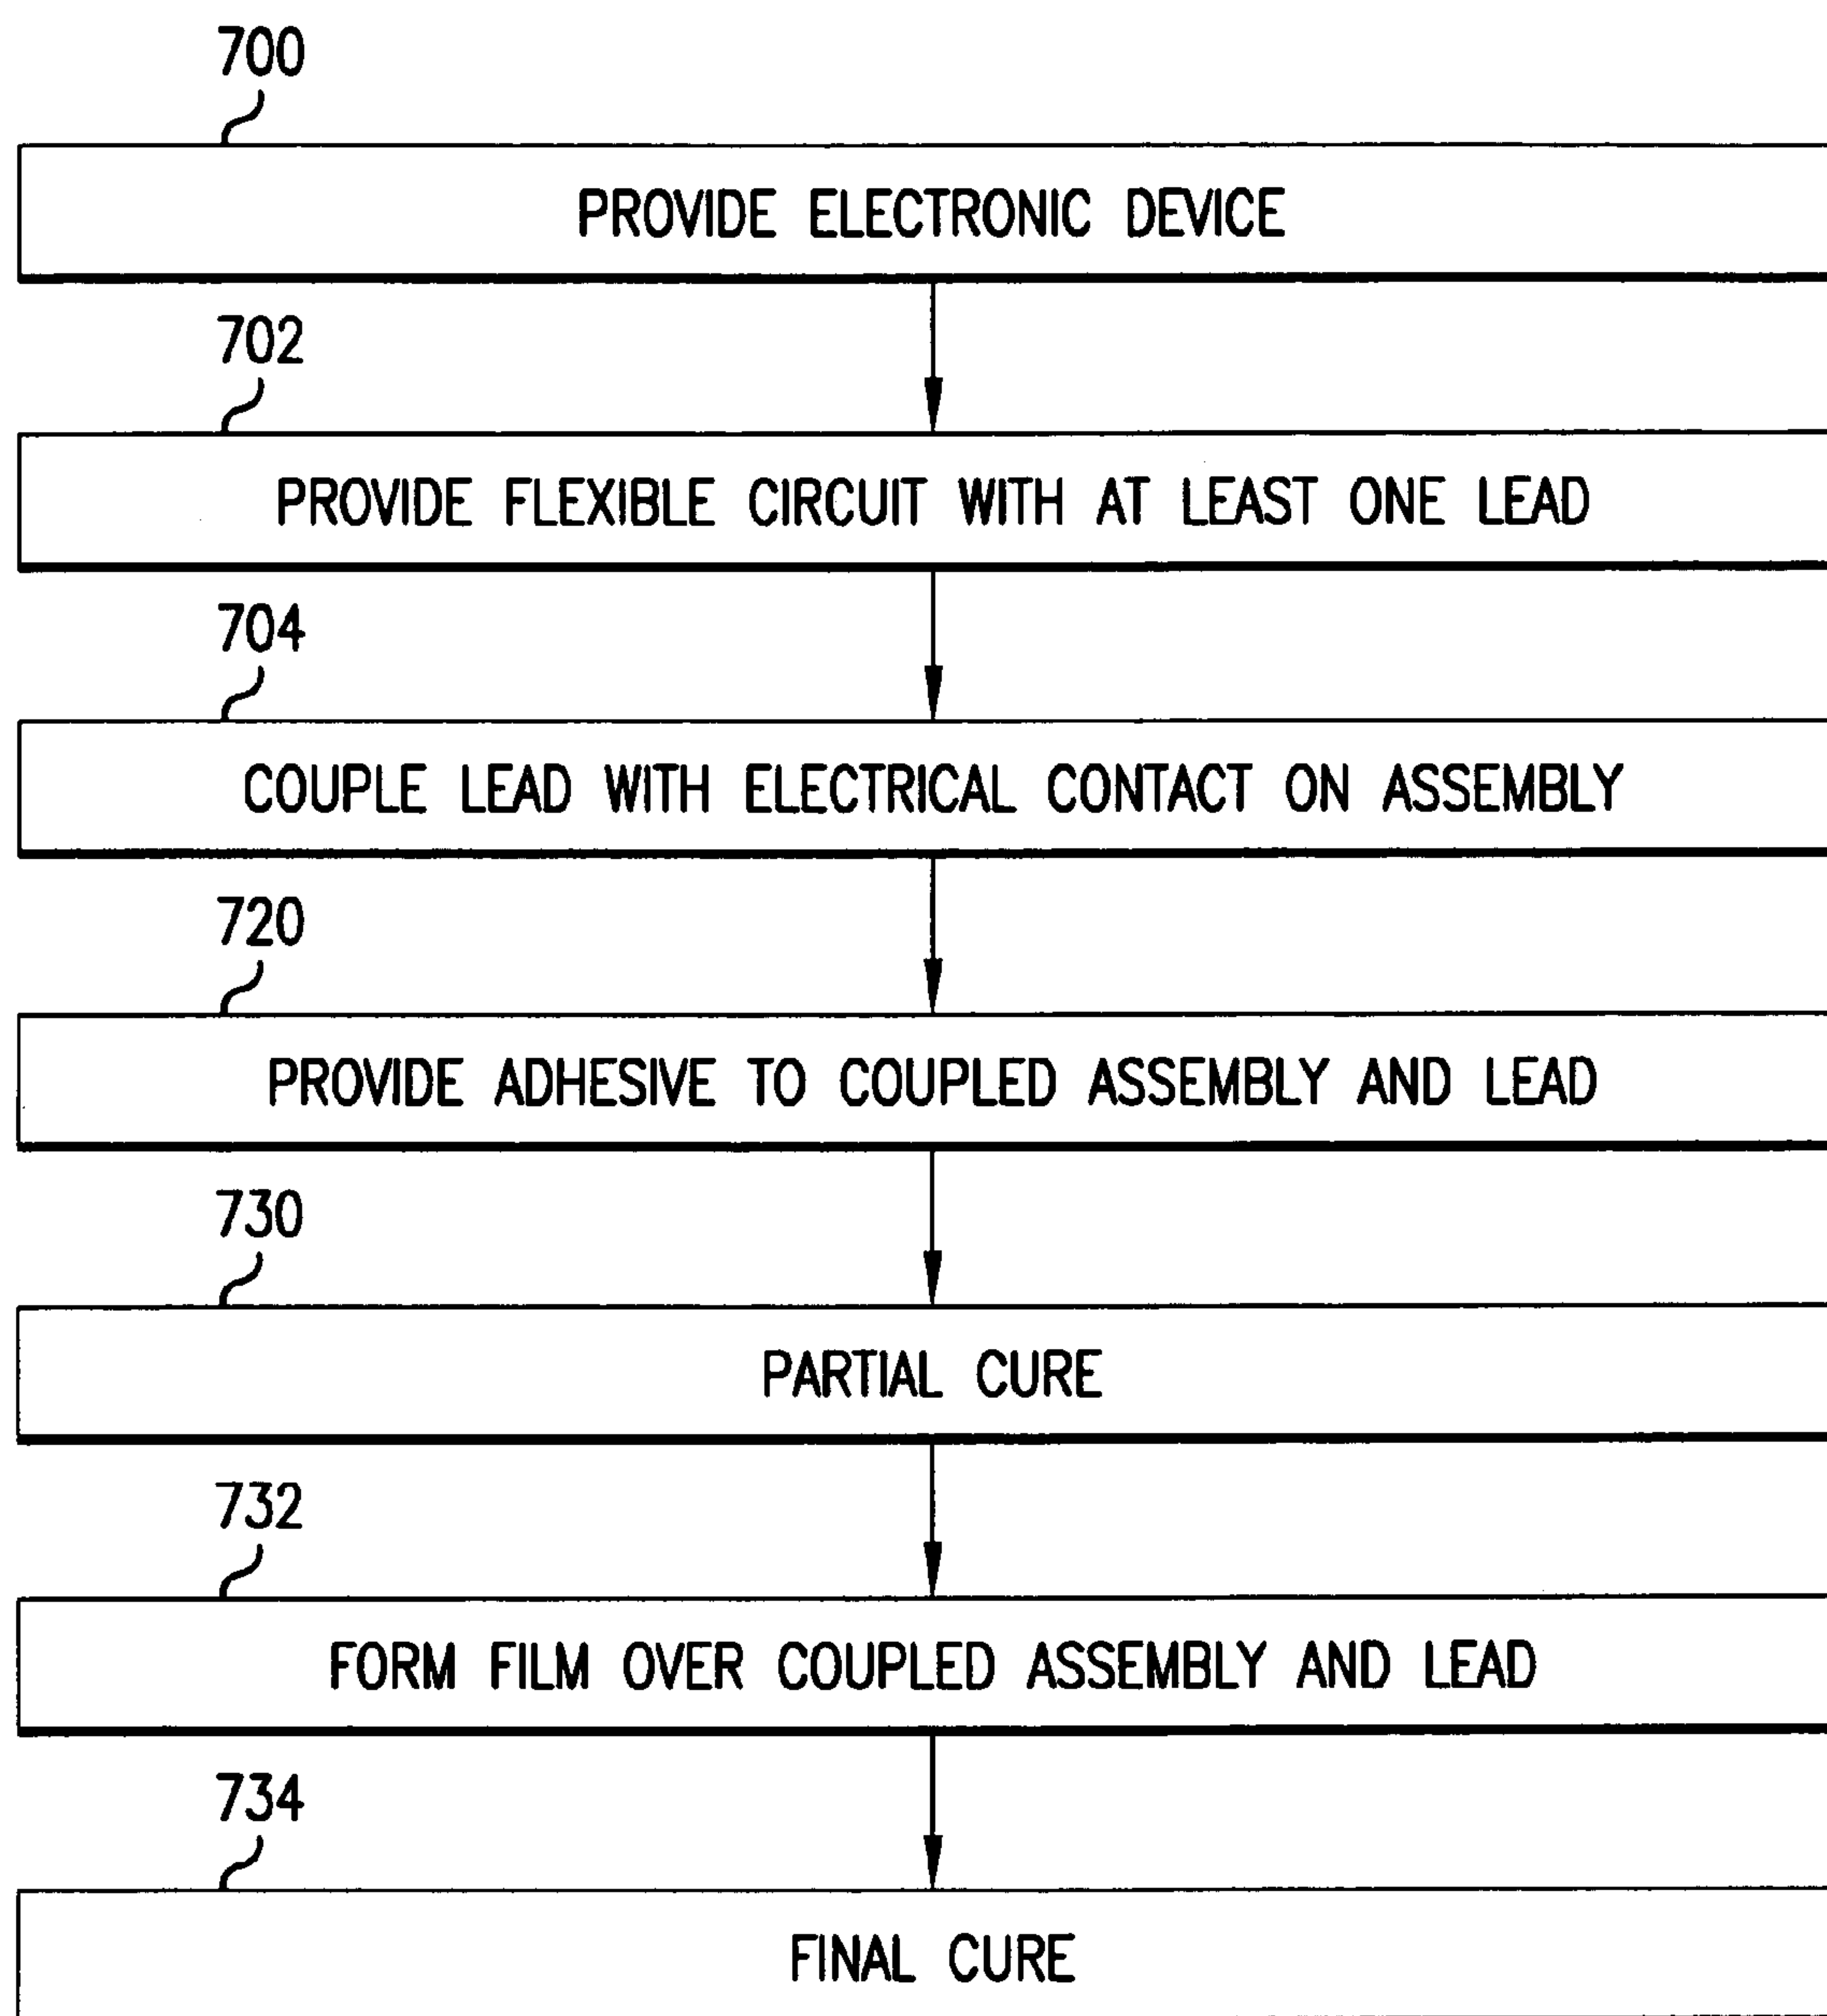 700
PROVIDE ELECTRONIC DEVICE
702
PROVIDE FLEXIBLE CIRCUIT WITH AT LEAST ONE LEAD
704
COUPLE LEAD WITH ELECTRICAL CONTACT ON ASSEMBLY
720
PROVIDE ADHESIVE TO COUPLED ASSEMBLY AND LEAD
730
PARTIAL CURE
732
FORM FILM OVER COUPLED ASSEMBLY AND LEAD
734
FINAL CURE